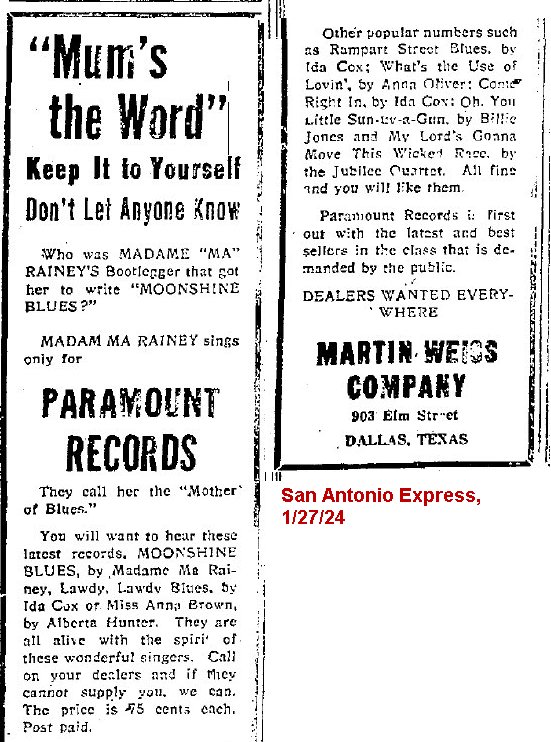 "Mum's
the Word"
Keep It to Yourself
Don't Let Anyone Know
Who was MADAME "MA"
RAINEY'S Bootlegger that got
her to write "MOONSHINE
BLUES?"
MADAM MA RAINEY sings
only for
PARAMOUNT
RECORDS
They call her the "Mother
of Blues."
You will want to hear these
latest records, MOONSHINE
BLUES, by Madame Ma Rai-
ney, Lawdy, Lawdy Blues, by
Ida Cox or Miss Anna Brown,
by Alberta Hunter. They are
all alive with the spirit of
these wonderful singers. Call
on your dealers and if they
cannot supply you, we can.
The price is 75 cents each.
Post paid.
Other popular numbers such
as Rampart Street Blues, by
Ida Cox; What's the Use of
Lovin', by Anna Oliver; Come
Right In, by Ida Cox; Oh, You
Little Sun-uv-a-Gun, by Billie
Jones and My Lord's Gonna
Move This Wicked Race, by
the Jubilee Quartet. All fine
and you will like them.
Paramount Records is first
out with the latest and best
sellers in the class that is de-
manded by the public.
DEALERS WANTED EVERY-
WHERE
MARTIN WEISS
COMPANY
903 Elm Street
DALLAS, TEXAS
San Antonio Express,
1/27/24